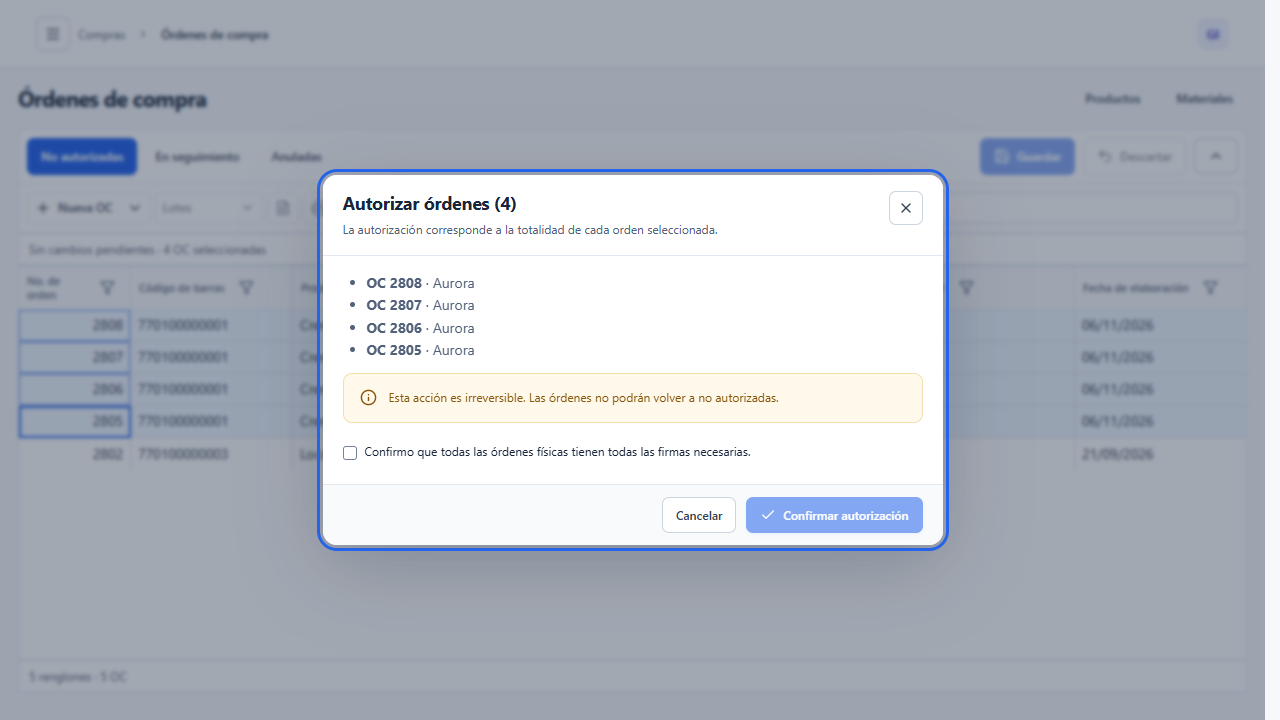 Compras > Órdenes de compra
GI
Órdenes de compra
Productos
Materiales
No autorizadas
En seguimiento
Anuladas
Guardar
Descartar
Nueva OC
Lotes
Sin cambios pendientes · 4 OC seleccionadas
No. de orden
Código de barras
Fecha de elaboración
2808 770100000001 06/11/2026
2807 770100000001 06/11/2026
2806 770100000001 06/11/2026
2805 770100000001 06/11/2026
2802 770100000003 21/09/2026
5 renglones · 5 OC
Autorizar órdenes (4)
La autorización corresponde a la totalidad de cada orden seleccionada.
• OC 2808 · Aurora
• OC 2807 · Aurora
• OC 2806 · Aurora
• OC 2805 · Aurora
Esta acción es irreversible. Las órdenes no podrán volver a no autorizadas.
Confirmo que todas las órdenes físicas tienen todas las firmas necesarias.
Cancelar
Confirmar autorización